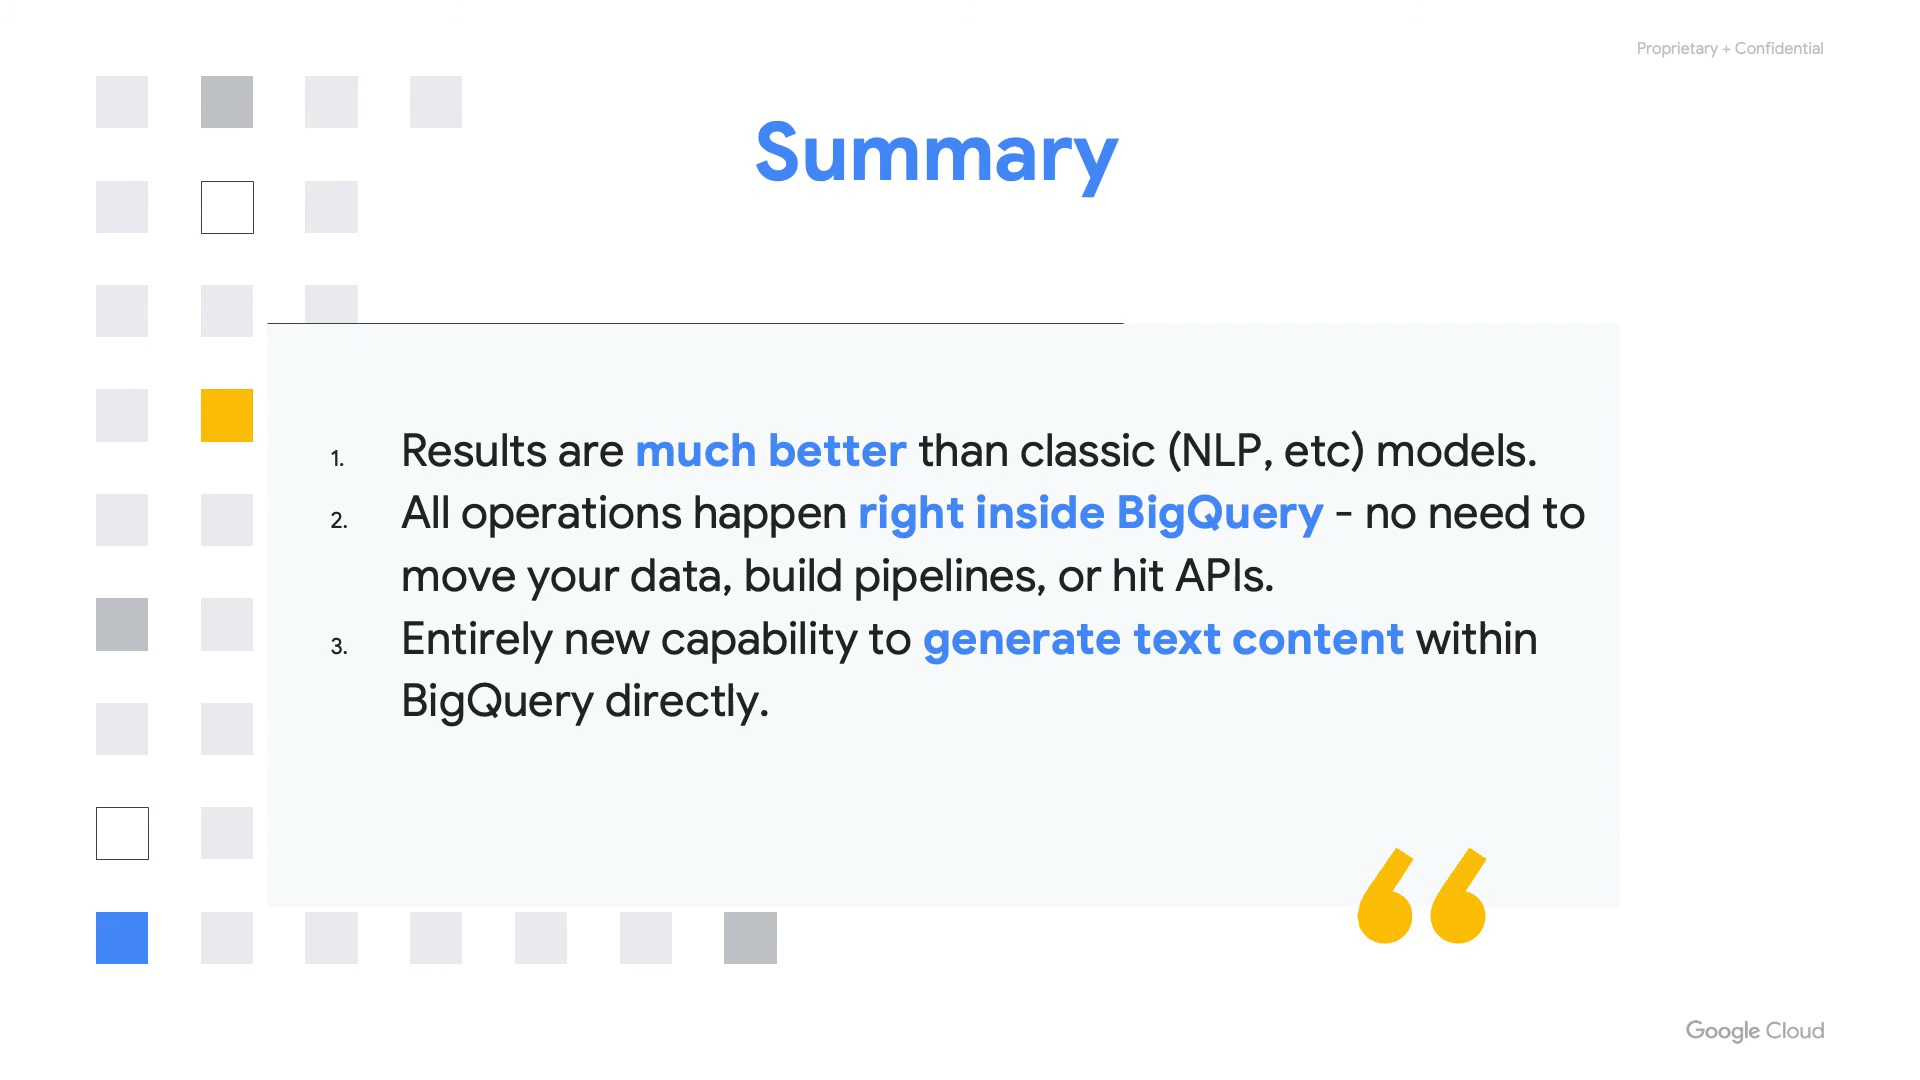 Proprietary + Confidential
Summary
1. Results are much better than classic (NLP, etc) models.
2. All operations happen right inside BigQuery - no need to
move your data, build pipelines, or hit APIs.
3. Entirely new capability to generate text content within
BigQuery directly.
“
Google Cloud